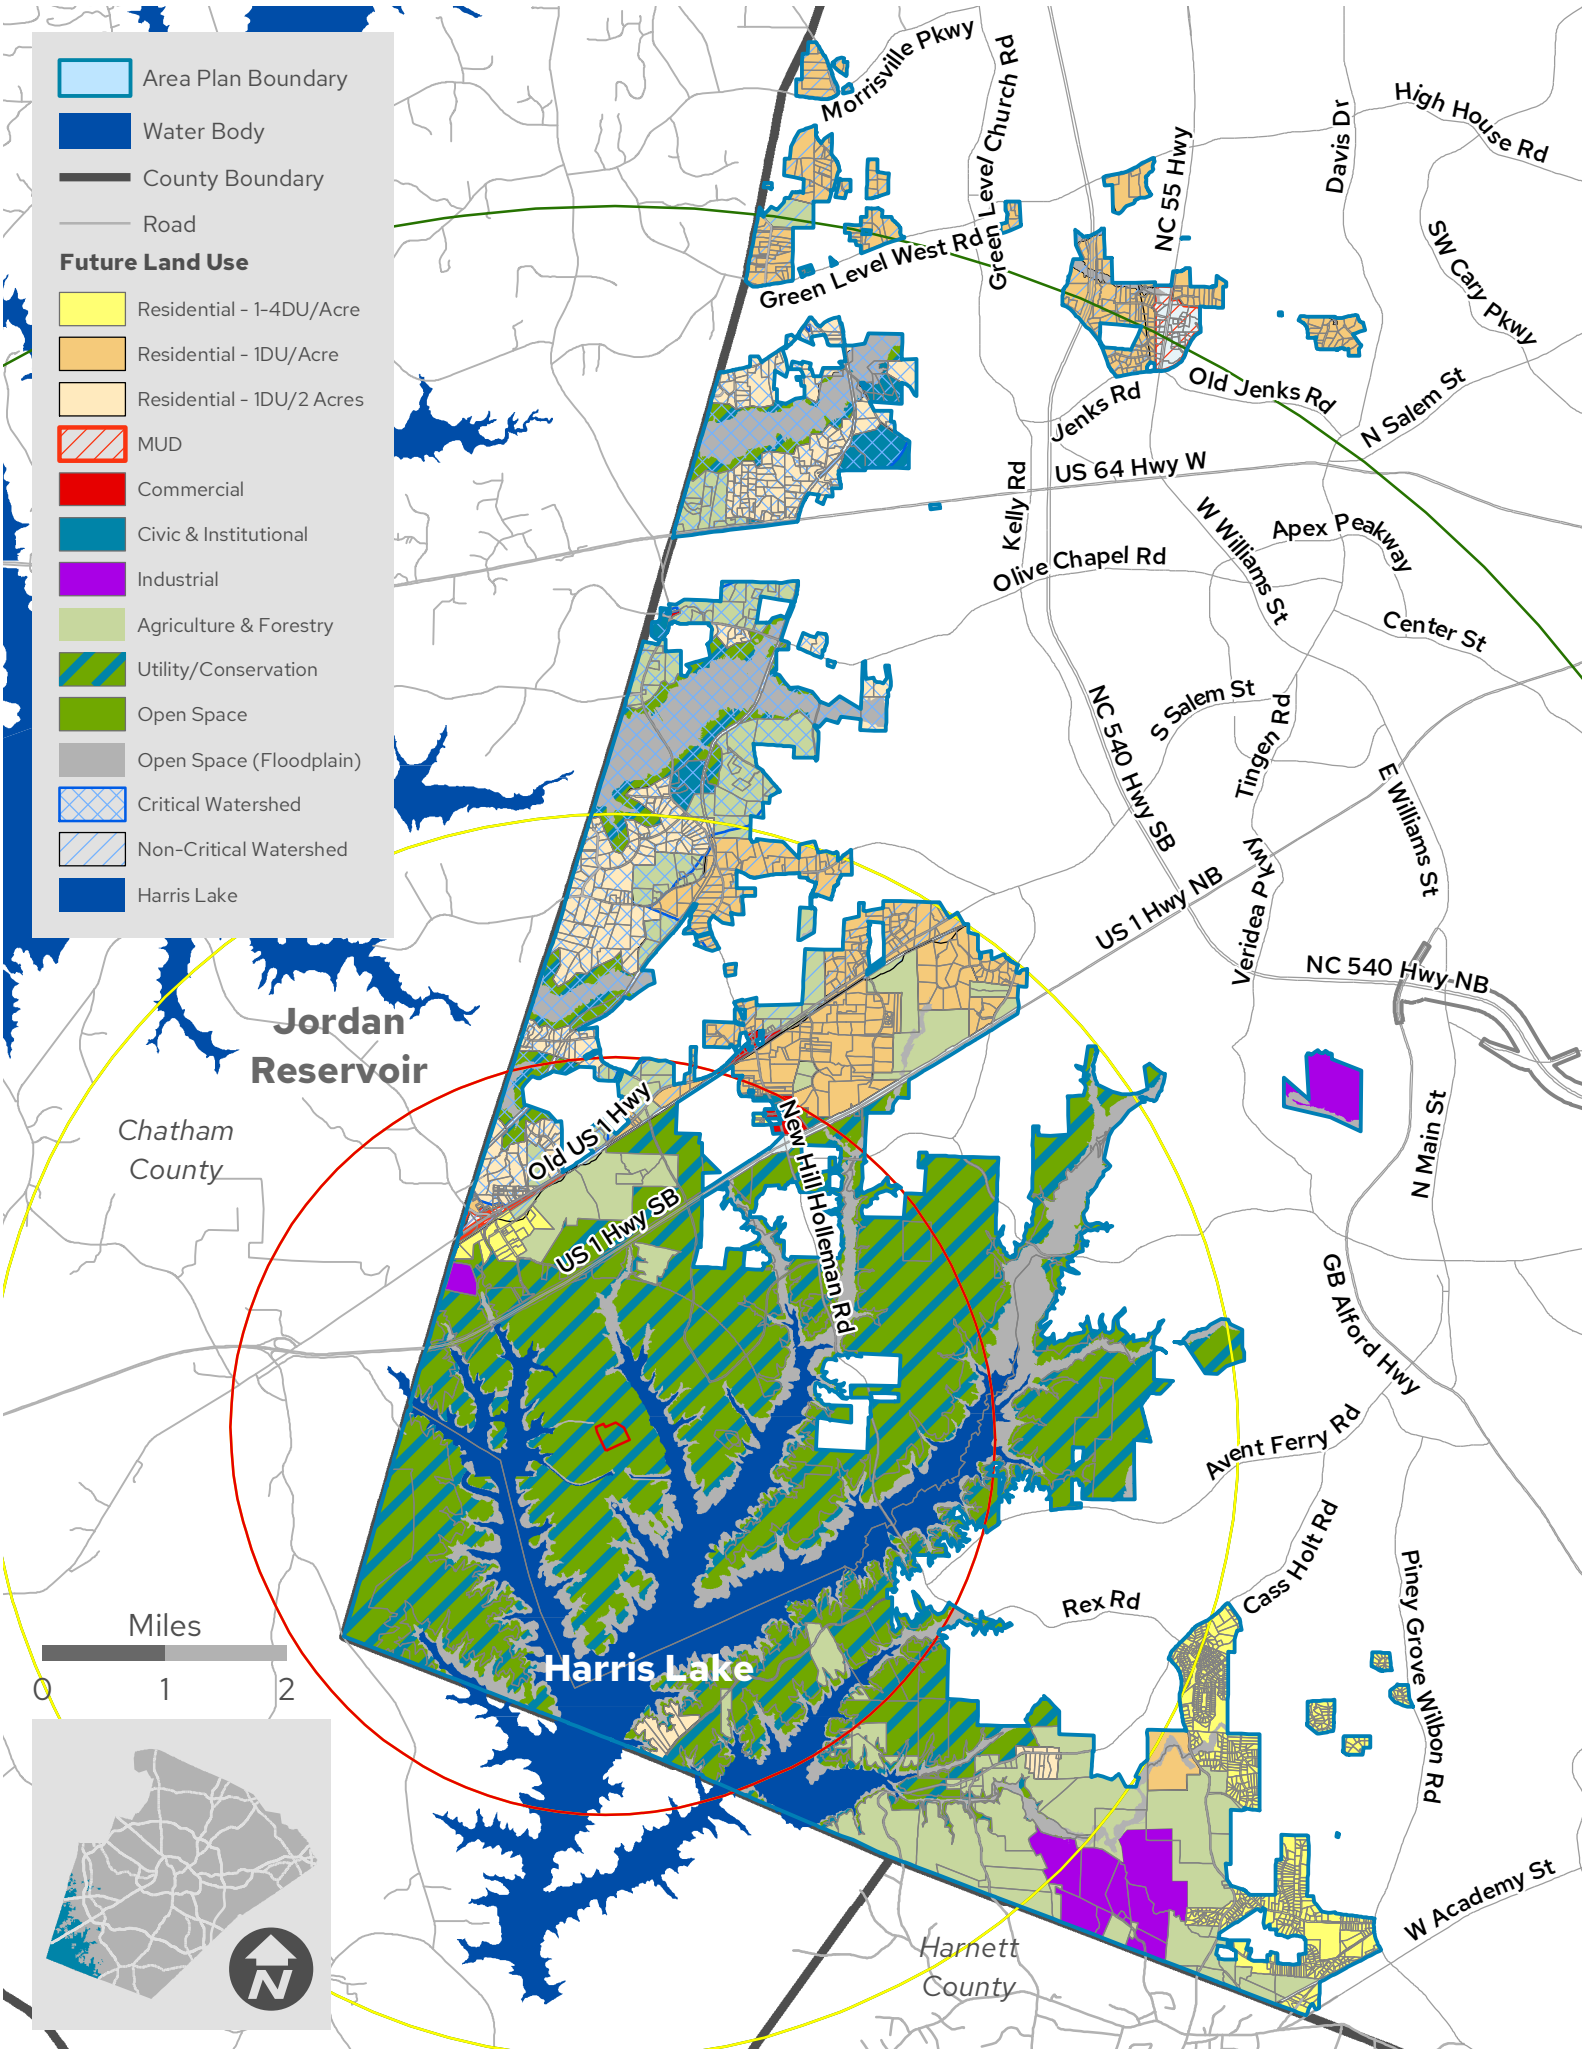 Area Plan Boundary
Water Body
County Boundary
Road
Future Land Use
Residential - 1-4DU/Acre
Residential - 1DU/Acre
Residential - 1DU/2 Acres
MUD
Commercial
Civic & Institutional
Industrial
Agriculture & Forestry
Utility/Conservation
Open Space
Open Space (Floodplain)
Critical Watershed
Non-Critical Watershed
Harris Lake
Morrisville Pkwy
Green Level Church Rd
NC 55 Hwy
Davis Dr
High House Rd
SW Cary Pkwy
Green Level West Rd
Jenks Rd
Old Jenks Rd
N Salem St
US 64 Hwy W
Kelly Rd
W Williams St
Apex Peakway
Olive Chapel Rd
Center St
NC 540 Hwy SB
S Salem St
Tingen Rd
E Williams St
Veridea Pkwy
US 1 Hwy NB
NC 540 Hwy NB
Jordan
Reservoir
Chatham
County
Old US 1 Hwy
New Hill Holleman Rd
US 1 Hwy SB
N Main St
GB Alford Hwy
Avent Ferry Rd
Cass Holt Rd
Rex Rd
Piney Grove Wilbon Rd
Harris Lake
W Academy St
Harnett
County
Miles
0 1 2
N